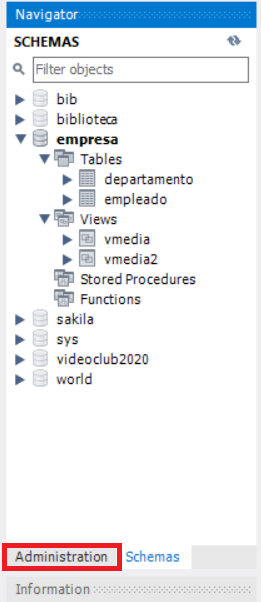 Navigator
SCHEMAS
Filter objects
bib
biblioteca
empresa
Tables
departamento
empleado
Views
vmedia
vmedia2
Stored Procedures
Functions
sakila
sys
videoclub2020
world
Administration Schemas
Information